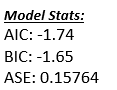 Model Stats:
AIC: -1.74
BIC: -1.65
ASE: 0.15764